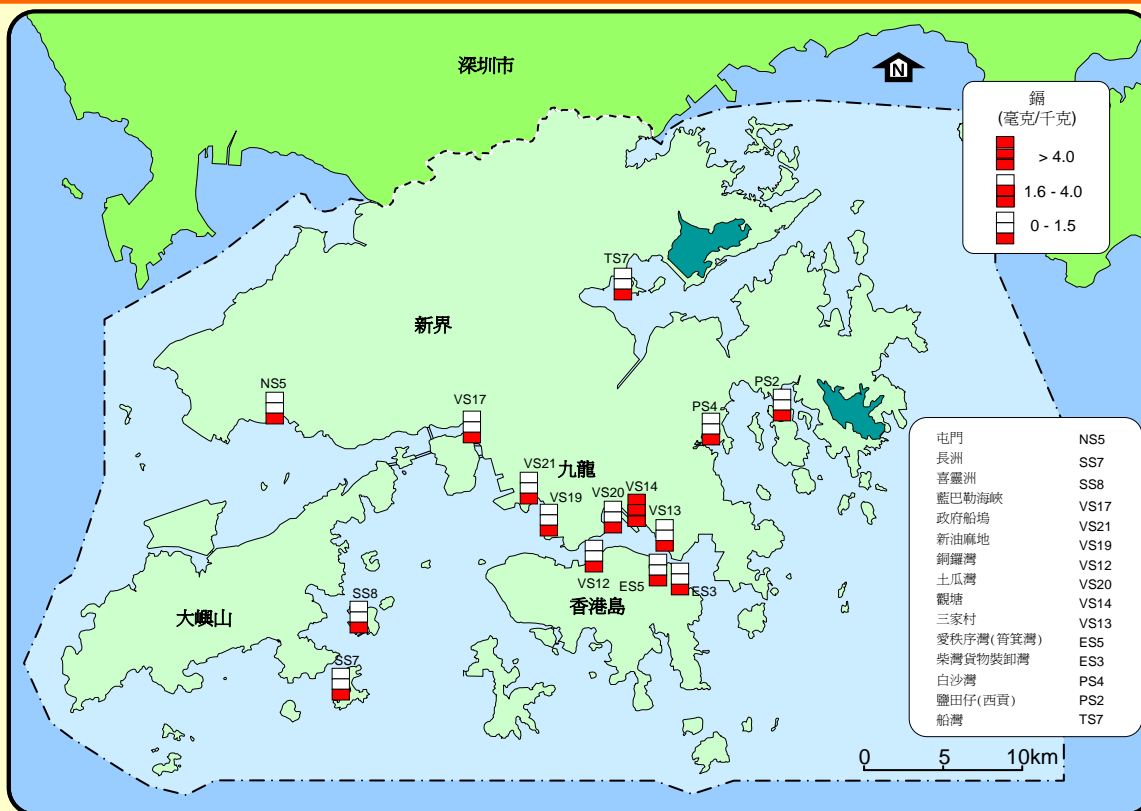 深圳市
N
鎘
(毫克/千克)
> 4.0
1.6 - 4.0
0 - 1.5
TS7
新界
NS5
VS17
PS2
PS4
九龍
VS21
VS14
VS20
VS19
VS13
VS12
ES5
ES3
香港島
SS8
大嶼山
SS7
屯門 NS5
長洲 SS7
喜靈洲 SS8
藍巴勒海峽 VS17
政府船塢 VS21
新油麻地 VS19
銅鑼灣 VS12
土瓜灣 VS20
觀塘 VS14
三家村 VS13
愛秩序灣(筲箕灣) ES5
柴灣貨物裝卸灣 ES3
白沙灣 PS4
鹽田仔(西貢) PS2
船灣 TS7
0 5 10km